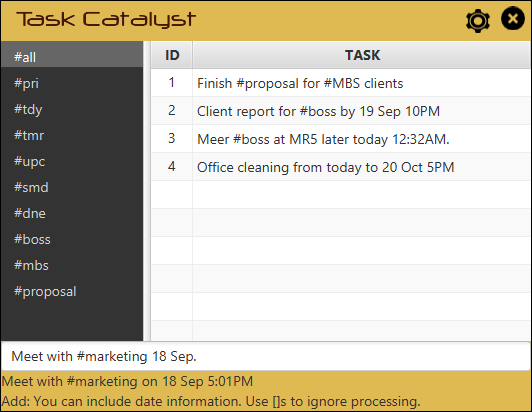 Task Catalyst
#all
#pri
#tdy
#tmr
#upc
#smd
#dne
#boss
#mbs
#proposal
ID TASK
1 Finish #proposal for #MBS clients
2 Client report for #boss by 19 Sep 10PM
3 Meer #boss at MR5 later today 12:32AM.
4 Office cleaning from today to 20 Oct 5PM
Meet with #marketing 18 Sep.
Meet with #marketing on 18 Sep 5:01PM
Add: You can include date information. Use []s to ignore processing.